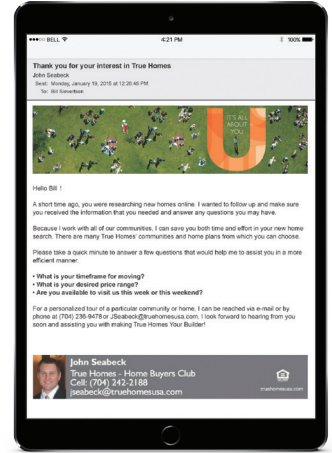 BELL 4:21 PM 100%
Thank you for your interest in True Homes
John Seabeck
Sent: Monday, January 19, 2015 12:26:46 PM
To: Bill Sievertson
IT'S ALL
ABOUT
YOU
Hello Bill !
A short time ago, you were researching new homes online. I wanted to follow up and make sure
you received the information that you needed and answer any questions you may have.
Because I work with all of our communities, I can save you both time and effort in your new home
search. There are many True Homes' communities and home plans from which you can choose.
Please take a quick minute to answer a few questions that would help me to assist you in a more
efficient manner
• What is your timeframe for moving?
• What is your desired price range?
• Are you available to visit us this week or this weekend?
For a personalized tour of a particular community or home, I can be reached via e-mail or by
phone at (704) 236-9478 or JSeabeck@truehomesusa.com. I look forward to hearing from you
soon and assisting you with making True Homes Your Builder!
John Seabeck
True Homes - Home Buyers Club
Cell: (704) 242-2188
jseabeck@truehomesusa.com
truehomesusa.com